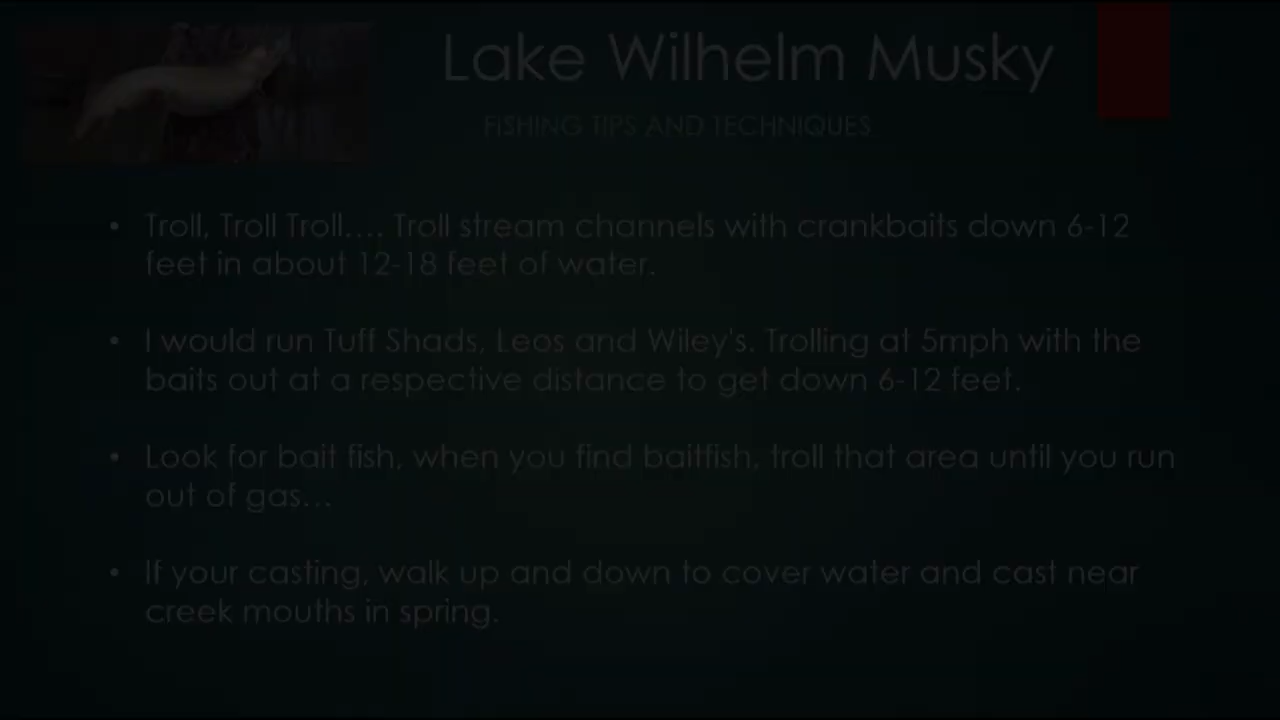 Lake Wilhelm Musky
FISHING TIPS AND TECHNIQUES
• Troll, Troll Troll…. Troll stream channels with crankbaits down 6-12
feet in about 12-18 feet of water.
• I would run Tuff Shads, Leos and Wiley's. Trolling at 5mph with the
baits out at a respective distance to get down 6-12 feet.
• Look for bait fish, when you find baitfish, troll that area until you run
out of gas…
• If your casting, walk up and down to cover water and cast near
creek mouths in spring.